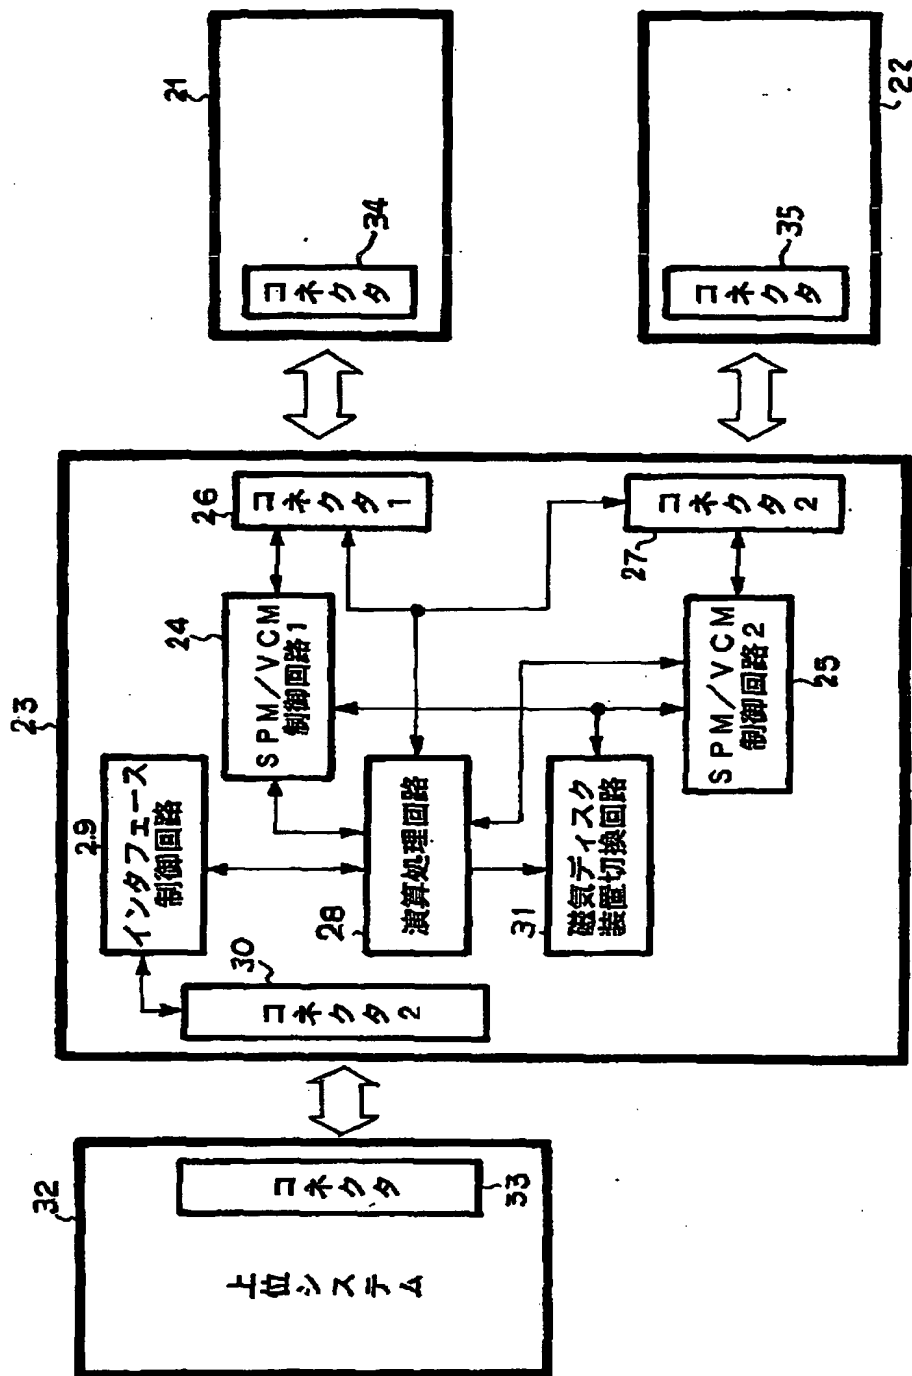 32
上位システム
コネクタ
33
23
29
インタフェース
制御回路
30
コネクタ2
24
SPM/VCM
制御回路1
26
コネクタ1
28
演算処理回路
31
磁気ディスク
装置切換回路
27
コネクタ2
SPM/VCM
制御回路2
25
21
コネクタ
34
コネクタ
35
22